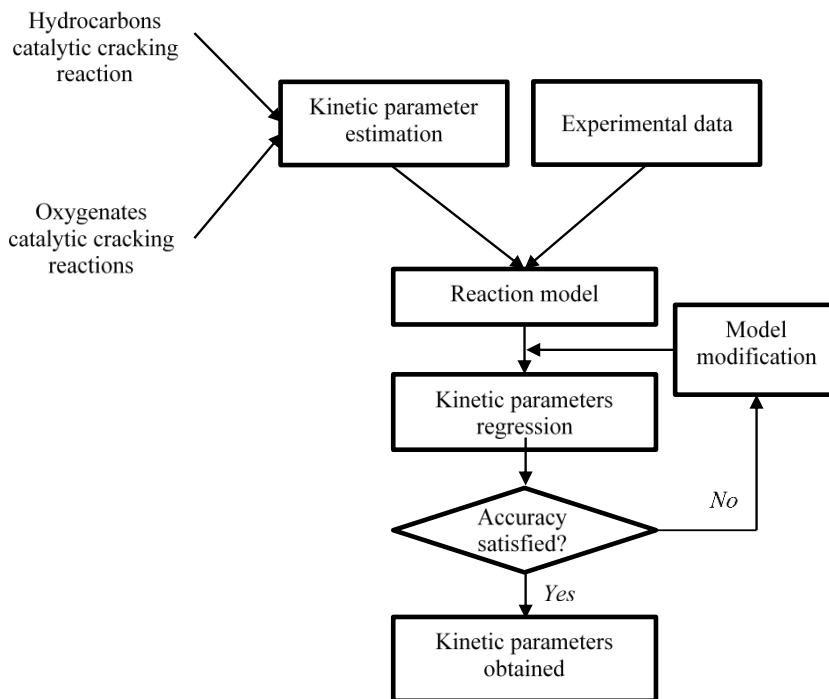 Hydrocarbons
catalytic cracking
reaction
Kinetic parameter
estimation
Experimental data
Oxygenates
catalytic cracking
reactions
Reaction model
Model
modification
Kinetic parameters
regression
No
Accuracy
satisfied?
Yes
Kinetic parameters
obtained